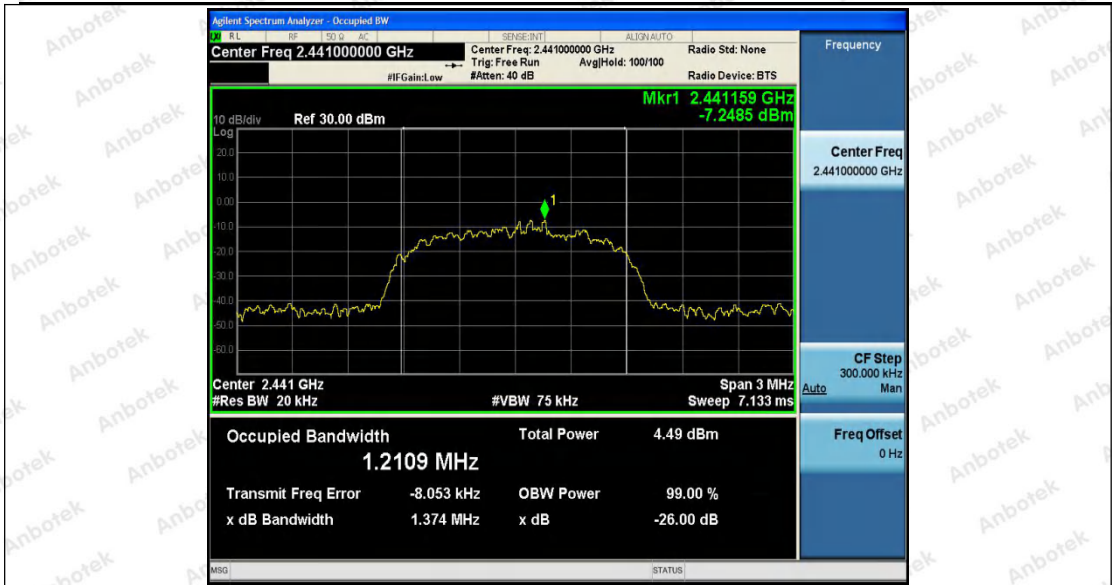 Agilent Spectrum Analyzer - Occupied BW
LXI RL RF 50 Ω AC SENSE:INT ALIGNAUTO
Center Freq 2.441000000 GHz
Center Freq: 2.441000000 GHz Radio Std: None
Trig: Free Run Avg|Hold: 100/100
#IFGain:Low #Atten: 40 dB Radio Device: BTS
Mkr1 2.441159 GHz
-7.2485 dBm
10 dB/div Ref 30.00 dBm
Log
20.0
10.0
0.00
1
-10.0
-20.0
-30.0
-40.0
-50.0
-60.0
Center 2.441 GHz Span 3 MHz
#Res BW 20 kHz #VBW 75 kHz Sweep 7.133 ms
Occupied Bandwidth Total Power 4.49 dBm
1.2109 MHz
Transmit Freq Error -8.053 kHz OBW Power 99.00 %
x dB Bandwidth 1.374 MHz x dB -26.00 dB
MSG STATUS
Frequency
Center Freq
2.441000000 GHz
CF Step
300.000 kHz
Auto Man
Freq Offset
0 Hz
Anbotek